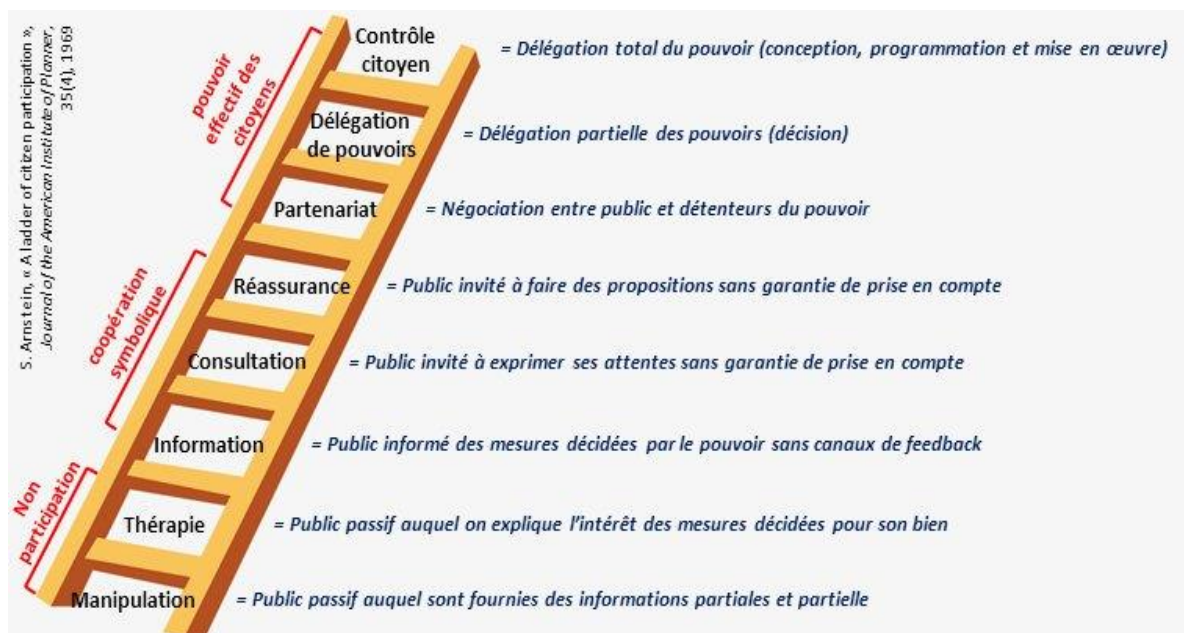 S. Arnstein, « A ladder of citizen participation »,
Journal of the American Institute of Planner,
35(4), 1969
pouvoir
effectif des
citoyens
Contrôle
citoyen
= Délégation total du pouvoir (conception, programmation et mise en œuvre)
Délégation
de pouvoirs
= Délégation partielle des pouvoirs (décision)
Partenariat
= Négociation entre public et détenteurs du pouvoir
coopération
symbolique
Réassurance
= Public invité à faire des propositions sans garantie de prise en compte
Consultation
= Public invité à exprimer ses attentes sans garantie de prise en compte
Information
= Public informé des mesures décidées par le pouvoir sans canaux de feedback
Non
participation
Thérapie
= Public passif auquel on explique l'intérêt des mesures décidées pour son bien
Manipulation
= Public passif auquel sont fournies des informations partiales et partielle